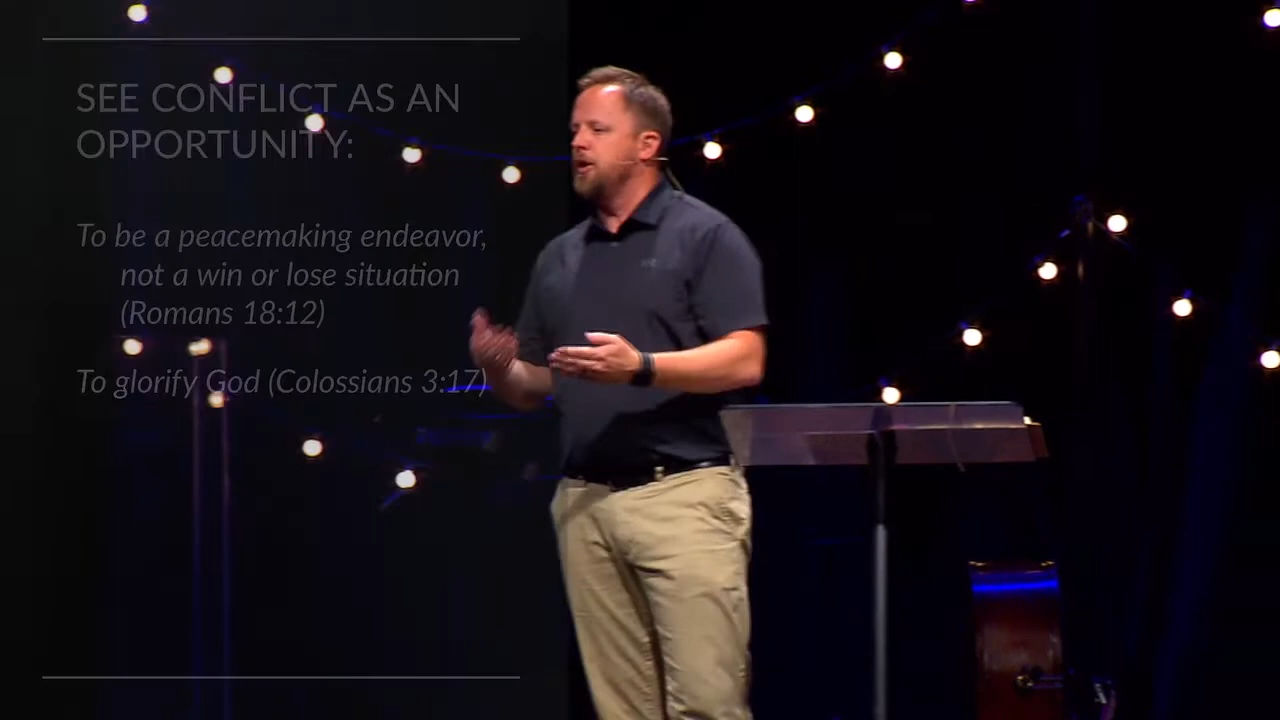 SEE CONFLICT AS AN
OPPORTUNITY:
To be a peacemaking endeavor,
not a win or lose situation
(Romans 18:12)
To glorify God (Colossians 3:17)